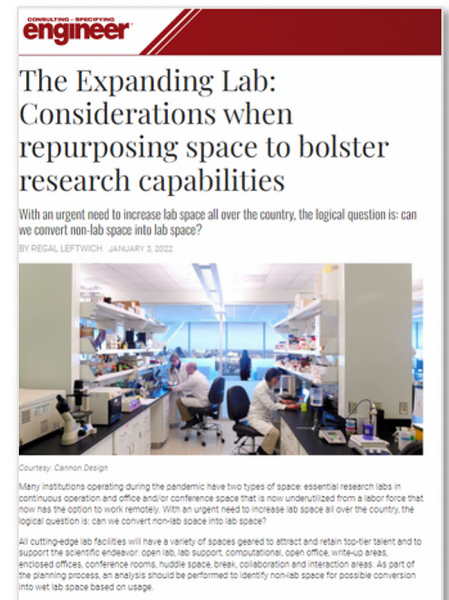 CONSULTING - SPECIFYING
engineer
The Expanding Lab:
Considerations when
repurposing space to bolster
research capabilities
With an urgent need to increase lab space all over the country, the logical question is: can
we convert non-lab space into lab space?
BY REGAL LEFTWICH JANUARY 3, 2022
Courtesy: Cannon Design
Many institutions operating during the pandemic have two types of space: essential research labs in
continuous operation and office and/or conference space that is now underutilized from a labor force that
now has the option to work remotely. With an urgent need to increase lab space all over the country, the
logical question is: can we convert non-lab space into lab space?
All cutting-edge lab facilities will have a variety of spaces geared to attract and retain top-tier talent and to
support the scientific endeavor: open lab, lab support, computational, open office, write-up areas,
enclosed offices, conference rooms, huddle space, break, collaboration and interaction areas. As part of
the planning process, an analysis should be performed to identify non-lab space for possible conversion
into wet lab space based on usage.